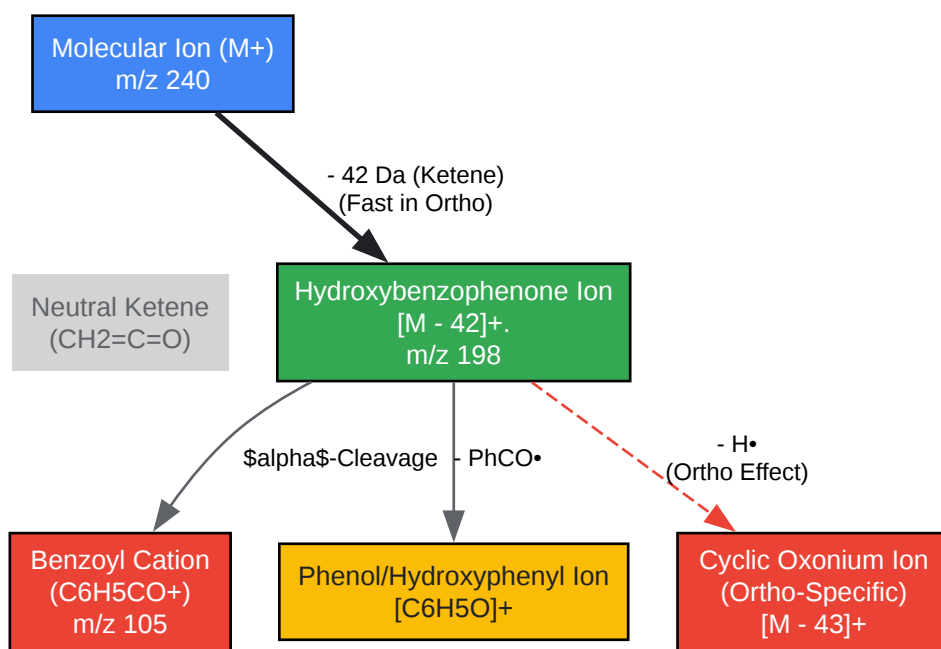 Molecular Ion (M+)
m/z 240
- 42 Da (Ketene)
(Fast in Ortho)
Neutral Ketene
(CH2=C=O)
Hydroxybenzophenone Ion
[M - 42]+.
m/z 198
$alpha$-Cleavage
- PhCO•
- H•
(Ortho Effect)
Benzoyl Cation
(C6H5CO+)
m/z 105
Phenol/Hydroxyphenyl Ion
[C6H5O]+
Cyclic Oxonium Ion
(Ortho-Specific)
[M - 43]+